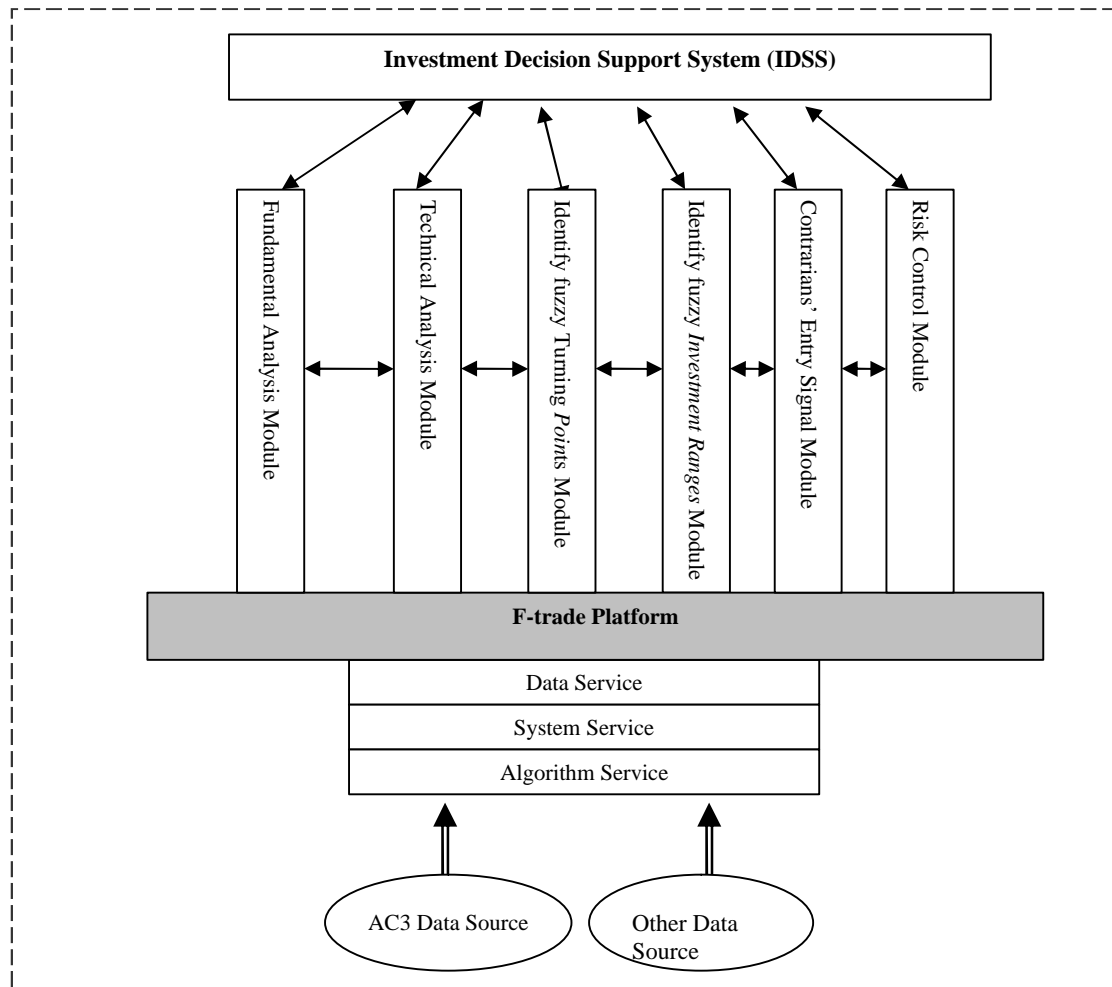 Investment Decision Support System (IDSS)
Fundamental Analysis Module
Technical Analysis Module
Identify fuzzy Turning Points Module
Identify fuzzy Investment Ranges Module
Contrarians’ Entry Signal Module
Risk Control Module
F-trade Platform
Data Service
System Service
Algorithm Service
AC3 Data Source
Other Data
Source